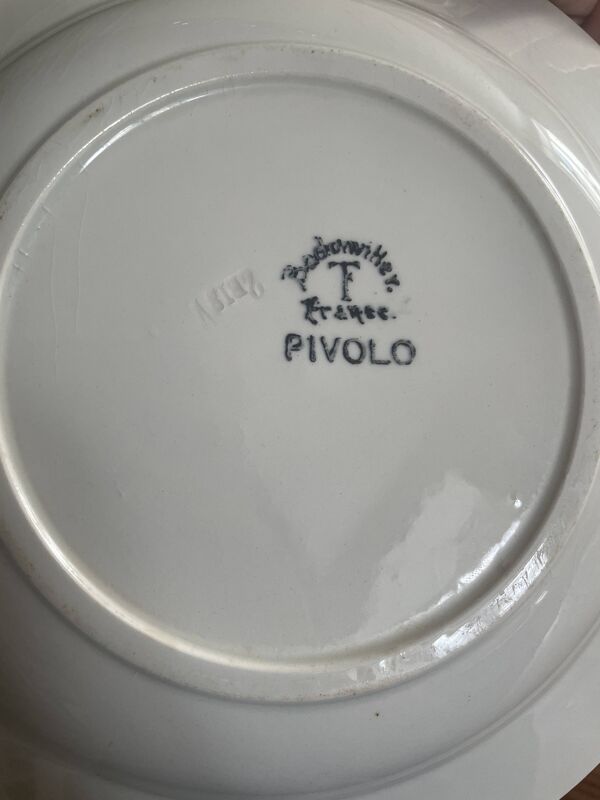 Badonviller.
T
France.
PIVOLO